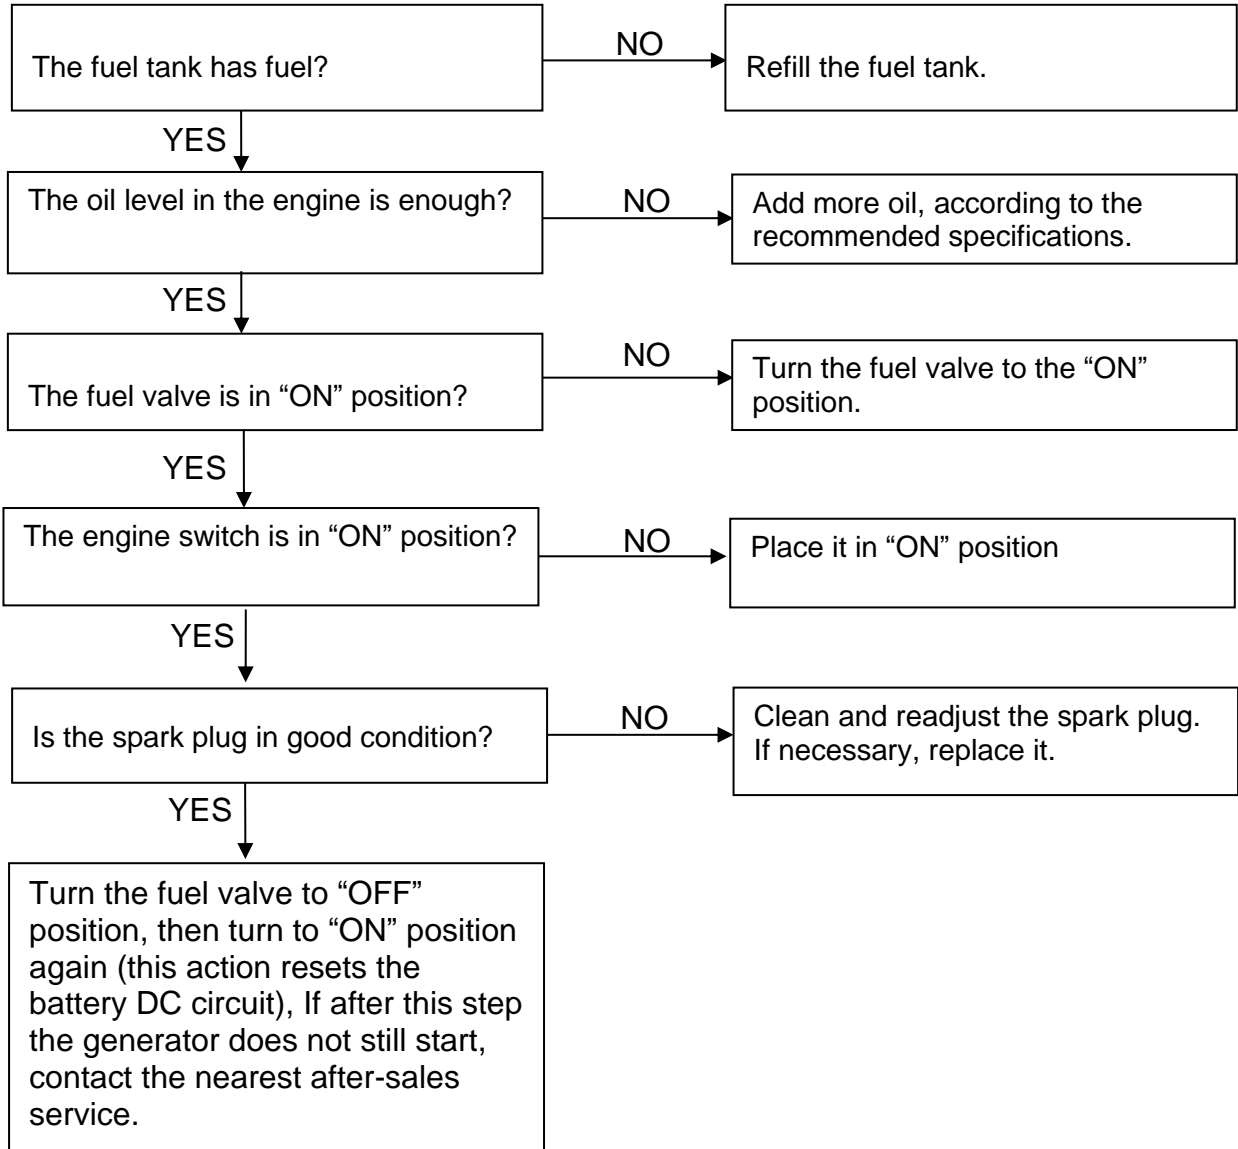 The fuel tank has fuel?
NO
Refill the fuel tank.
YES
The oil level in the engine is enough?
NO
Add more oil, according to the
recommended specifications.
YES
The fuel valve is in “ON” position?
NO
Turn the fuel valve to the “ON”
position.
YES
The engine switch is in “ON” position?
NO
Place it in “ON” position
YES
Is the spark plug in good condition?
NO
Clean and readjust the spark plug.
If necessary, replace it.
YES
Turn the fuel valve to “OFF”
position, then turn to “ON” position
again (this action resets the
battery DC circuit), If after this step
the generator does not still start,
contact the nearest after-sales
service.